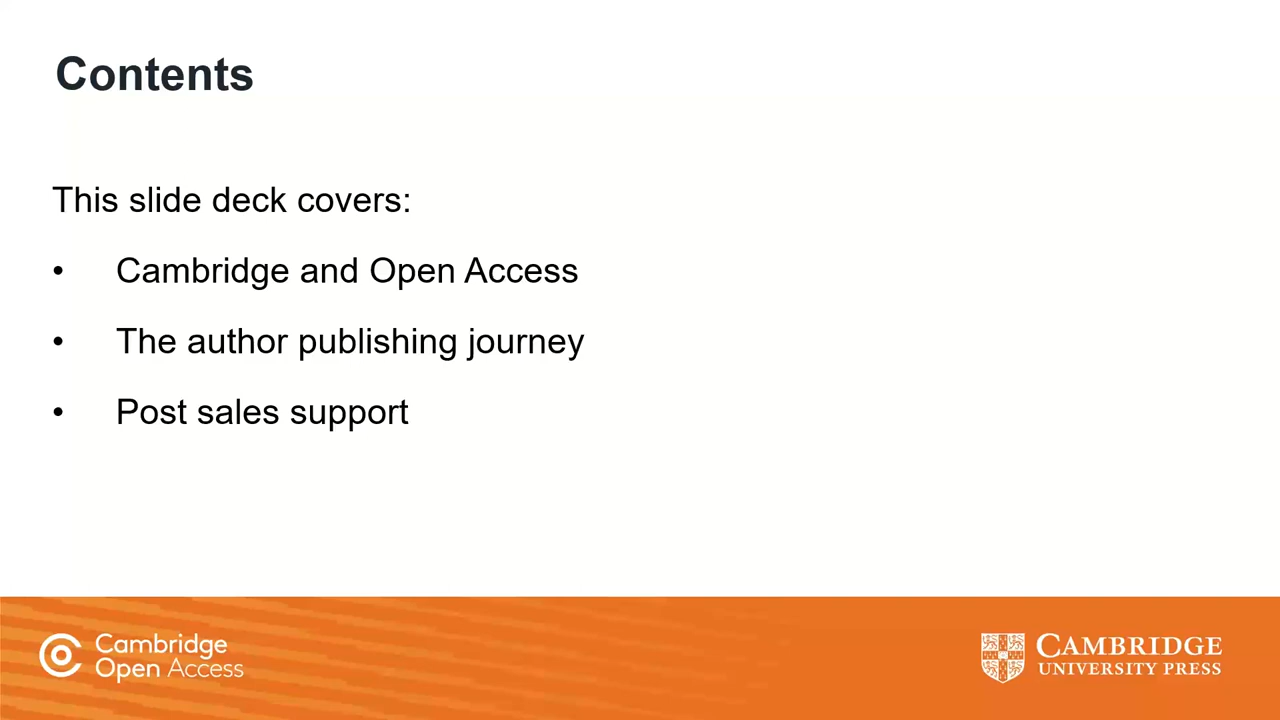 Contents
This slide deck covers:
• Cambridge and Open Access
• The author publishing journey
• Post sales support
Cambridge
Open Access
CAMBRIDGE
UNIVERSITY PRESS